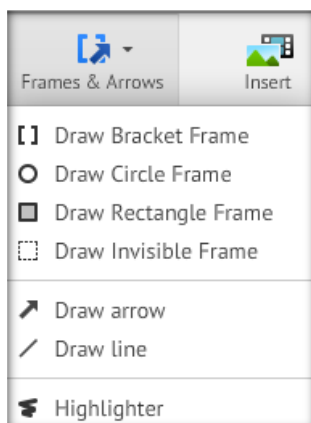 Frames & Arrows
Insert
Draw Bracket Frame
Draw Circle Frame
Draw Rectangle Frame
Draw Invisible Frame
Draw arrow
Draw line
Highlighter